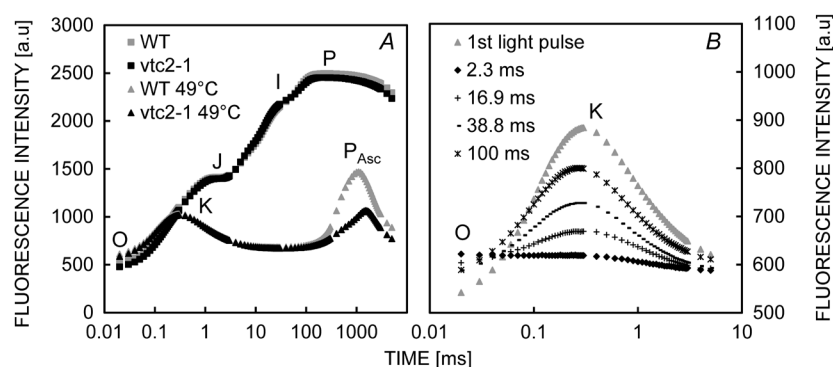 3000
2500
2000
1500
1000
500
0
0.01
0.1
1
10
100
1000
FLUORESCENCE INTENSITY [a.u]
WT
vtc2-1
WT 49°C
vtc2-1 49°C
A
O
K
J
I
P
PAsc
1st light pulse
2.3 ms
16.9 ms
38.8 ms
100 ms
B
O
K
1100
1000
900
800
700
600
500
0.01
0.1
1
10
FLUORESCENCE INTENSITY [a.u]
TIME [ms]